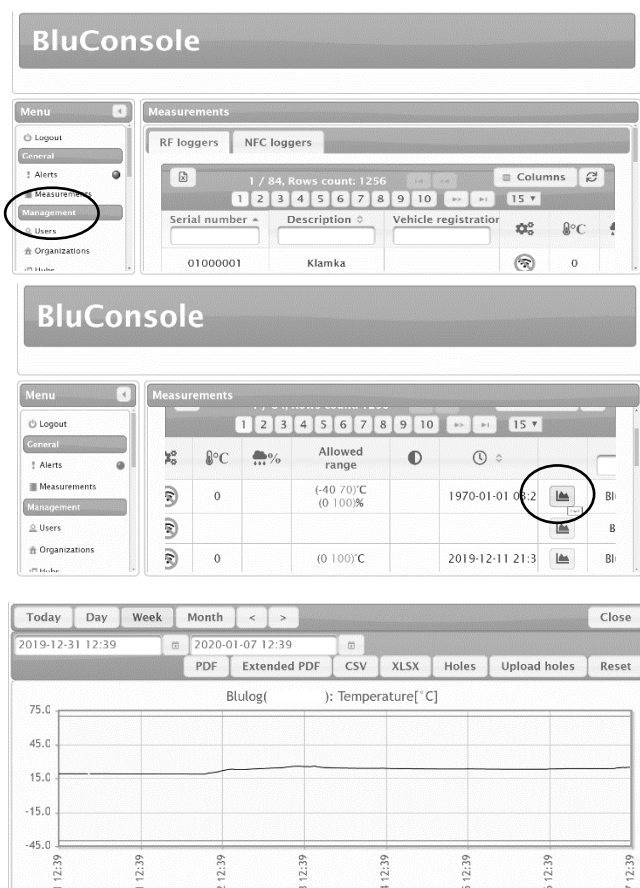 BluConsole
Menu
Logout
General
Alerts
Measurements
Management
Users
Organizations
Hubs
Measurements
RF loggers NFC loggers
1 / 84, Rows count: 1256 Columns
1 2 3 4 5 6 7 8 9 10 15
Serial number Description Vehicle registration °C
01000001 Klamka 0
BluConsole
Menu
Logout
General
Alerts
Measurements
Management
Users
Organizations
Hubs
Measurements
1 2 3 4 5 6 7 8 9 10 15
°C % Allowed
range
0 (-40 70)°C 1970-01-01
(0 100)%
0 (0 100)°C 2019-12-11 21:3
Today Day Week Month < > Close
2019-12-31 12:39 2020-01-07 12:39
PDF Extended PDF CSV XLSX Holes Upload holes Reset
Blulog( ): Temperature[°C]
75.0
45.0
15.0
-15.0
-45.0
12:39 12:39 12:39 12:39 12:39 12:39 12:39 12:39